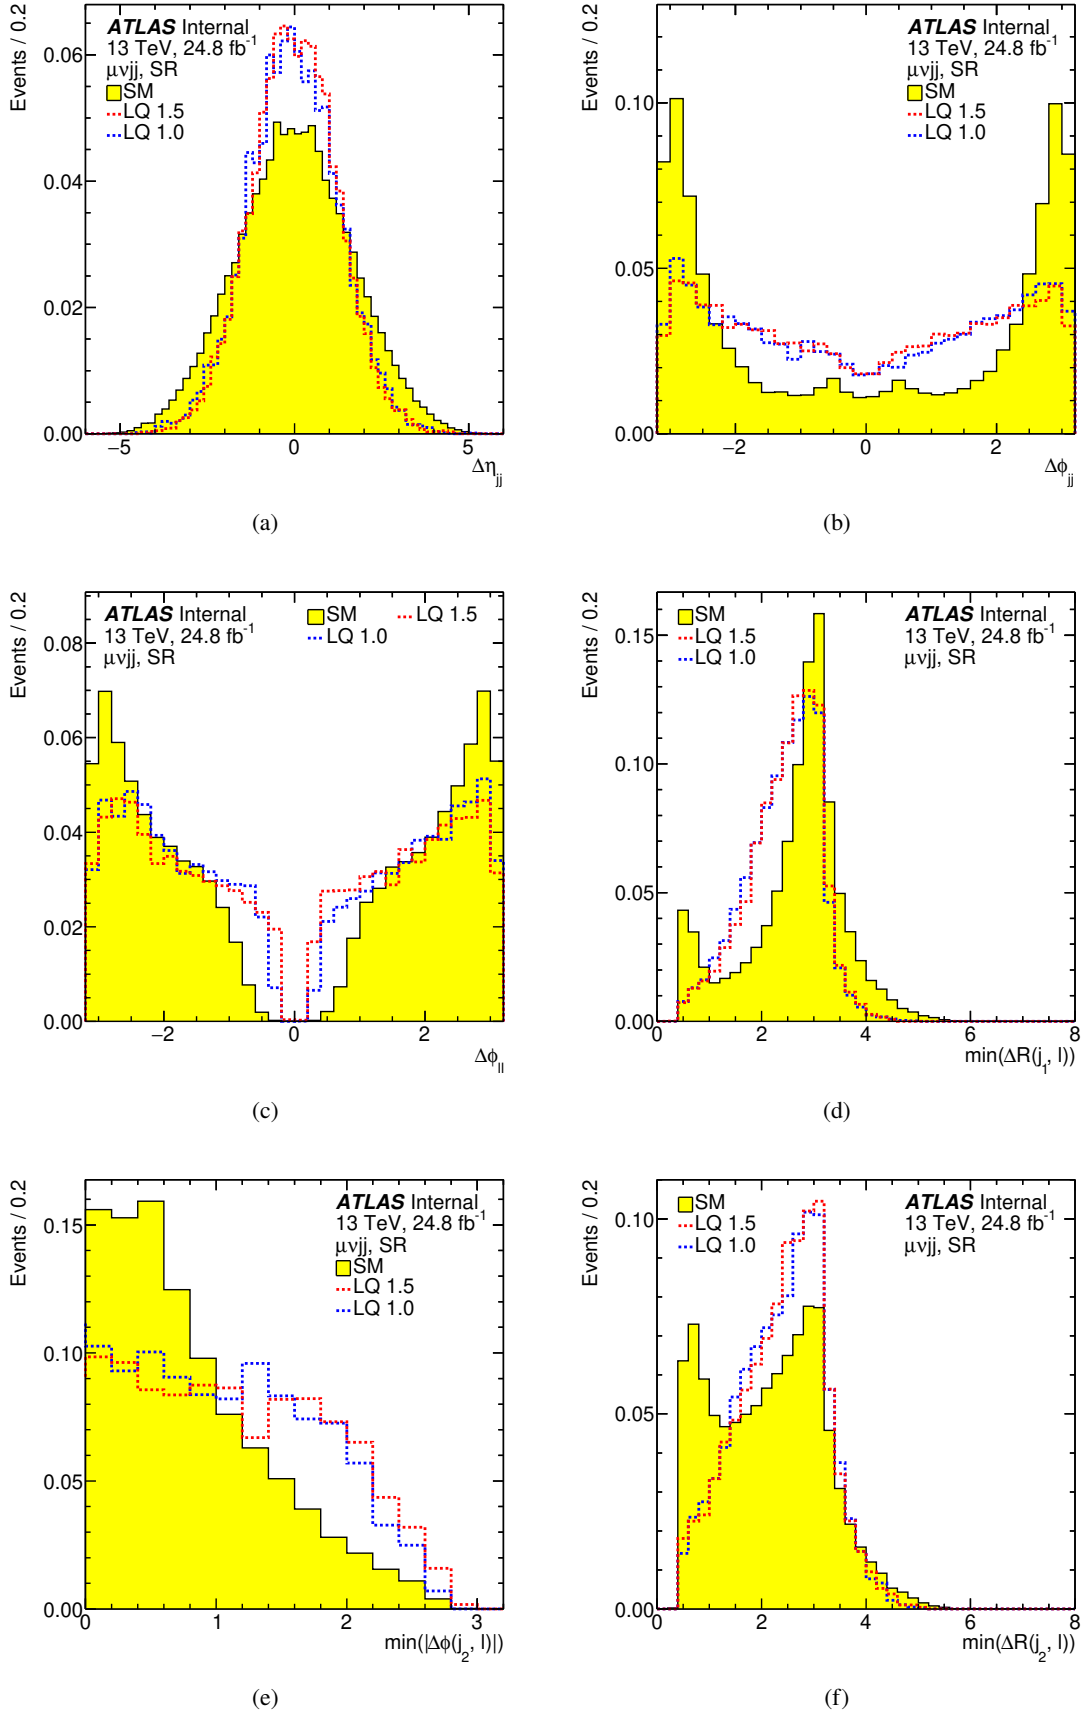 Events / 0.2
ATLAS Internal
13 TeV, 24.8 fb⁻¹
μνjj, SR
SM
LQ 1.5
LQ 1.0
0.06
0.04
0.02
0.00
−5 0 5
Δη_jj
(a)
Events / 0.2
ATLAS Internal
13 TeV, 24.8 fb⁻¹
μνjj, SR
SM
LQ 1.5
LQ 1.0
0.10
0.05
0.00
−2 0 2
Δϕ_jj
(b)
Events / 0.2
ATLAS Internal
13 TeV, 24.8 fb⁻¹
μνjj, SR
SM LQ 1.5
LQ 1.0
0.08
0.06
0.04
0.02
0.00
−2 0 2
Δϕ_ll
(c)
Events / 0.2
SM
LQ 1.5
LQ 1.0
ATLAS Internal
13 TeV, 24.8 fb⁻¹
μνjj, SR
0.15
0.10
0.05
0.00
0 2 4 6 8
min(ΔR(j₁, l))
(d)
Events / 0.2
ATLAS Internal
13 TeV, 24.8 fb⁻¹
μνjj, SR
SM
LQ 1.5
LQ 1.0
0.15
0.10
0.05
0.00
0 1 2 3
min(|Δϕ(j₂, l)|)
(e)
Events / 0.2
SM
LQ 1.5
LQ 1.0
ATLAS Internal
13 TeV, 24.8 fb⁻¹
μνjj, SR
0.10
0.05
0.00
0 2 4 6 8
min(ΔR(j₂, l))
(f)